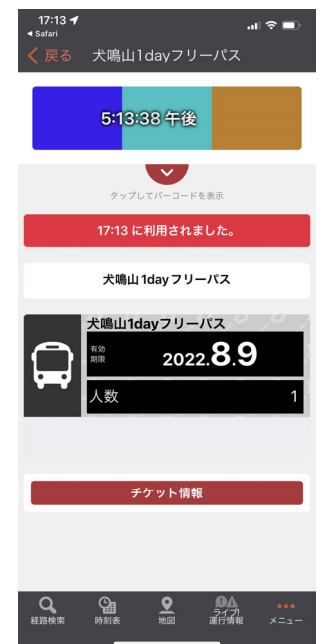 17:13
Safari
戻る 犬鳴山1dayフリーパス
5:13:38 午後
タップしてバーコードを表示
17:13 に利用されました。
犬鳴山1dayフリーパス
犬鳴山1dayフリーパス
有効
期限
2022.8.9
人数 1
チケット情報
経路検索 時刻表 地図 ライブ!
運行情報 メニュー